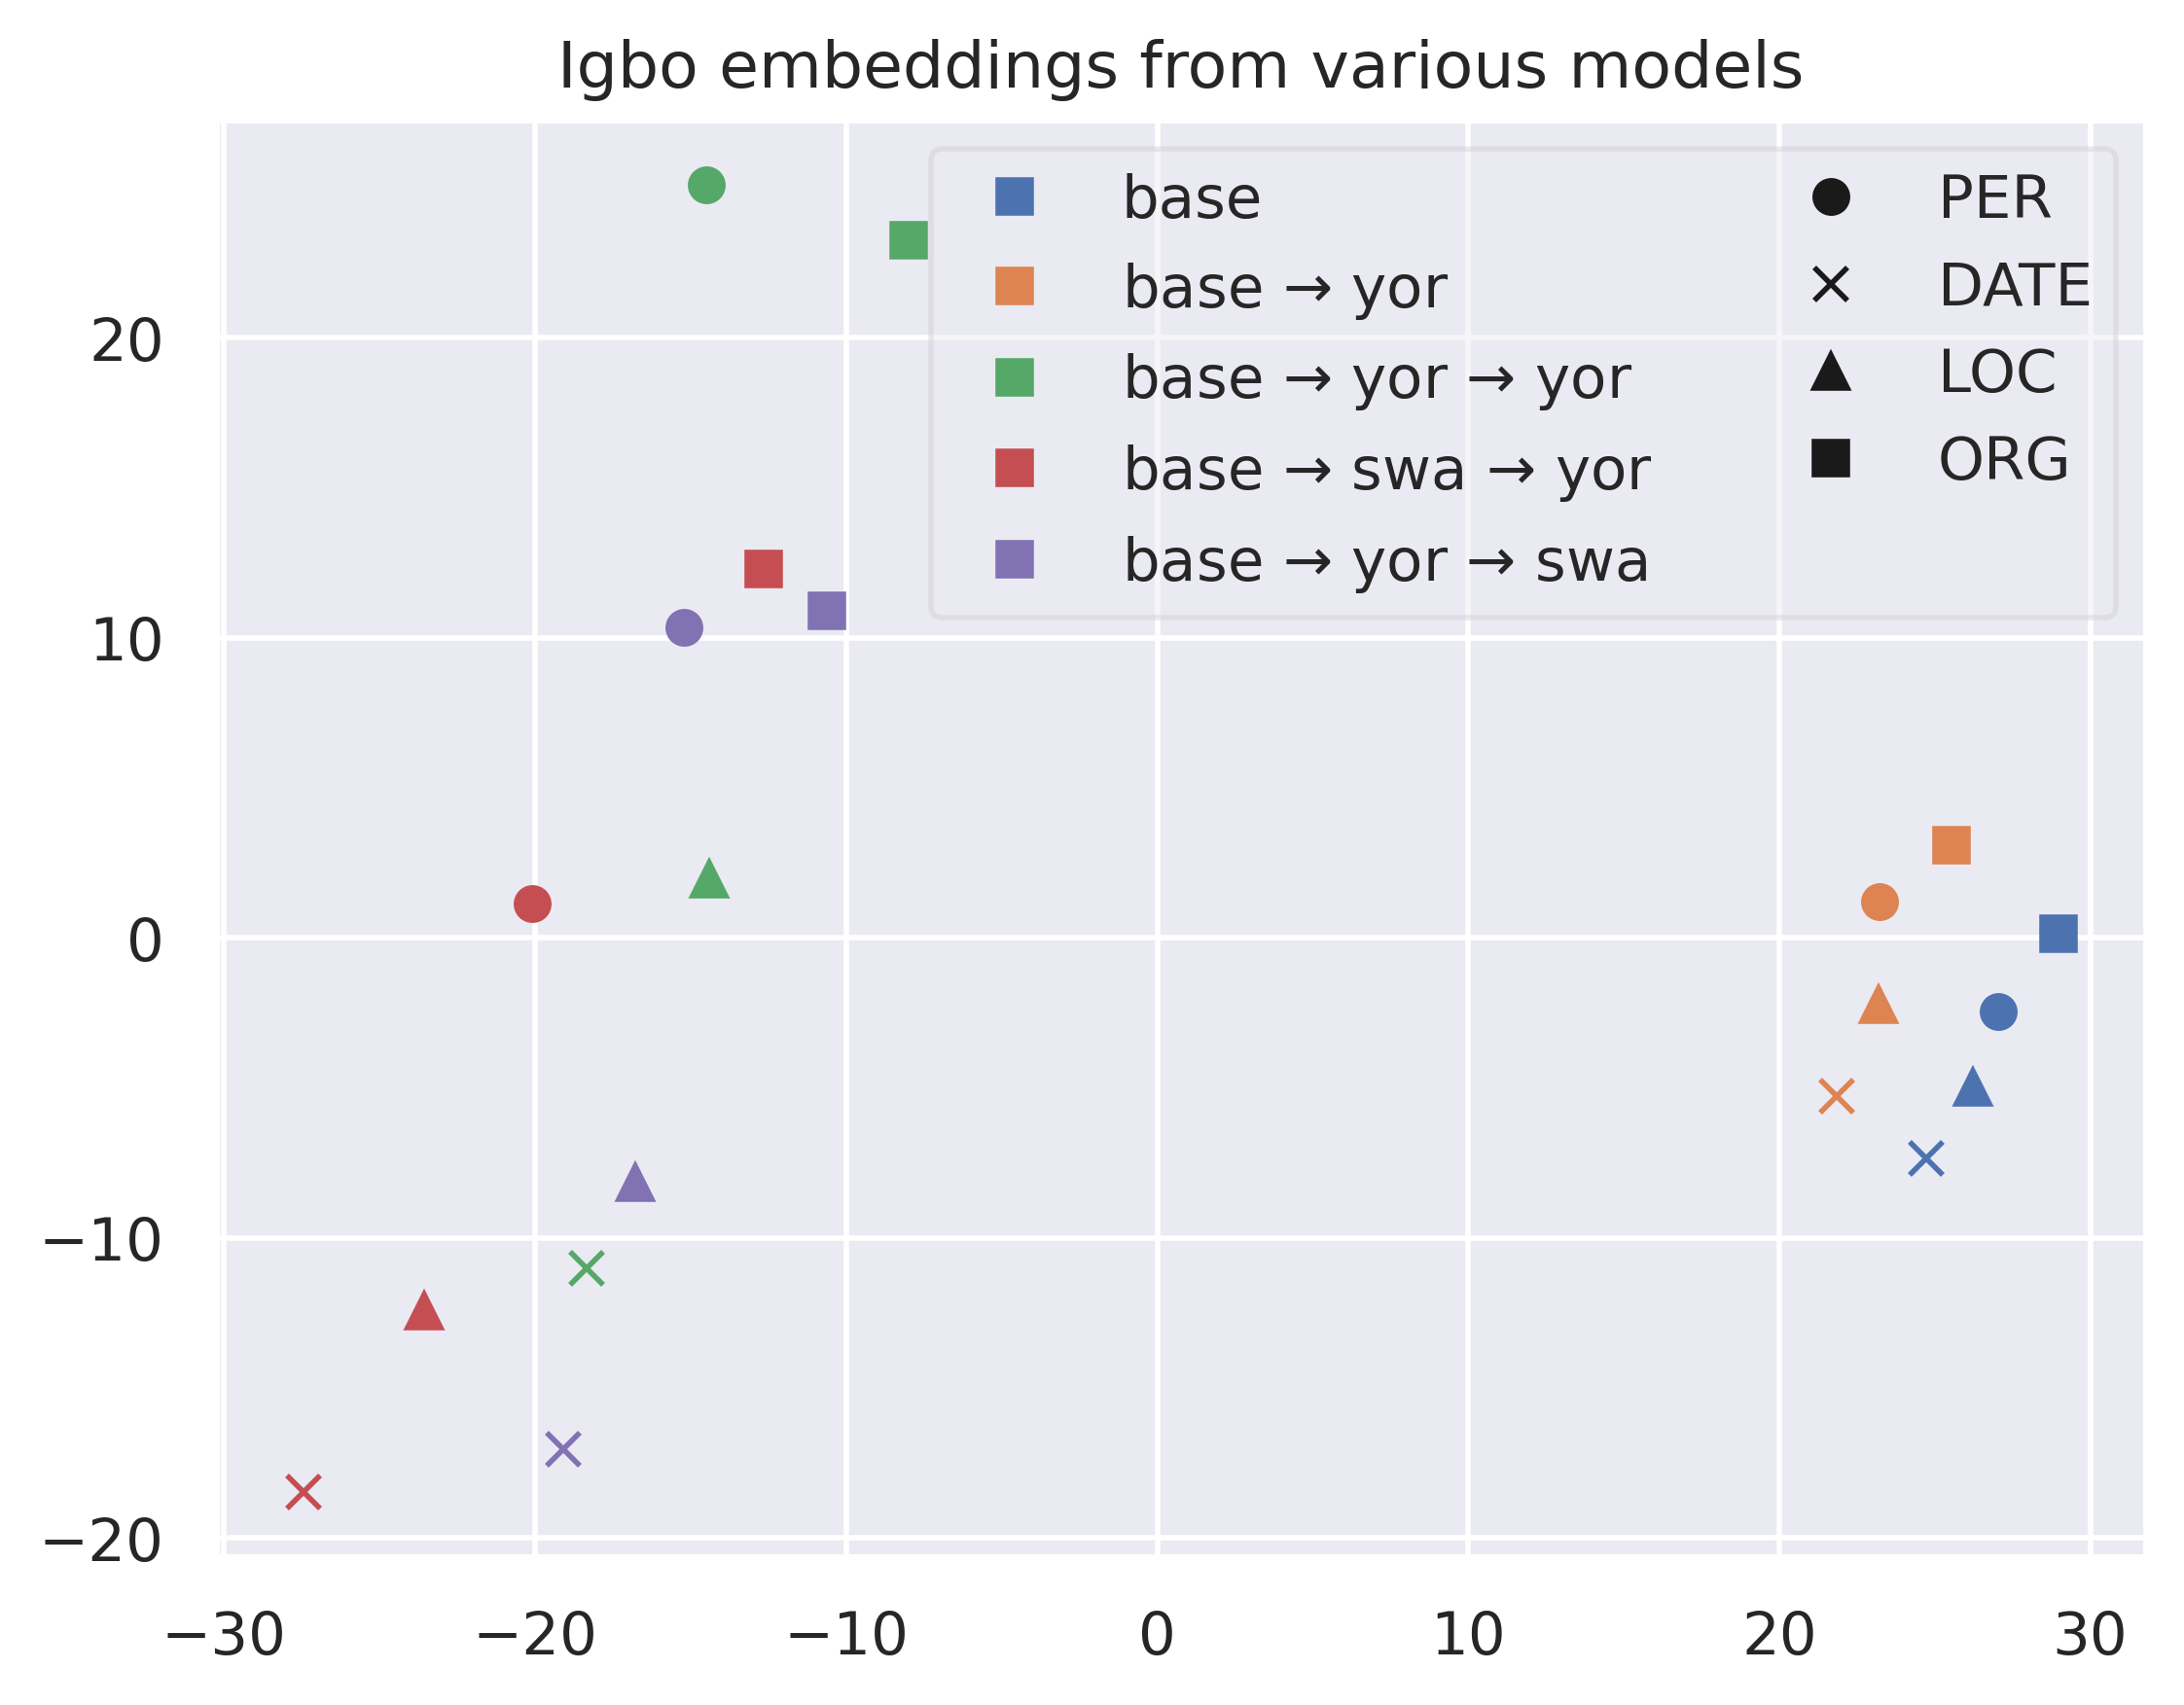 Igbo embeddings from various models
base
base → yor
base → yor → yor
base → swa → yor
base → yor → swa
PER
DATE
LOC
ORG
20
10
0
−10
−20
−30
−20
−10
0
10
20
30